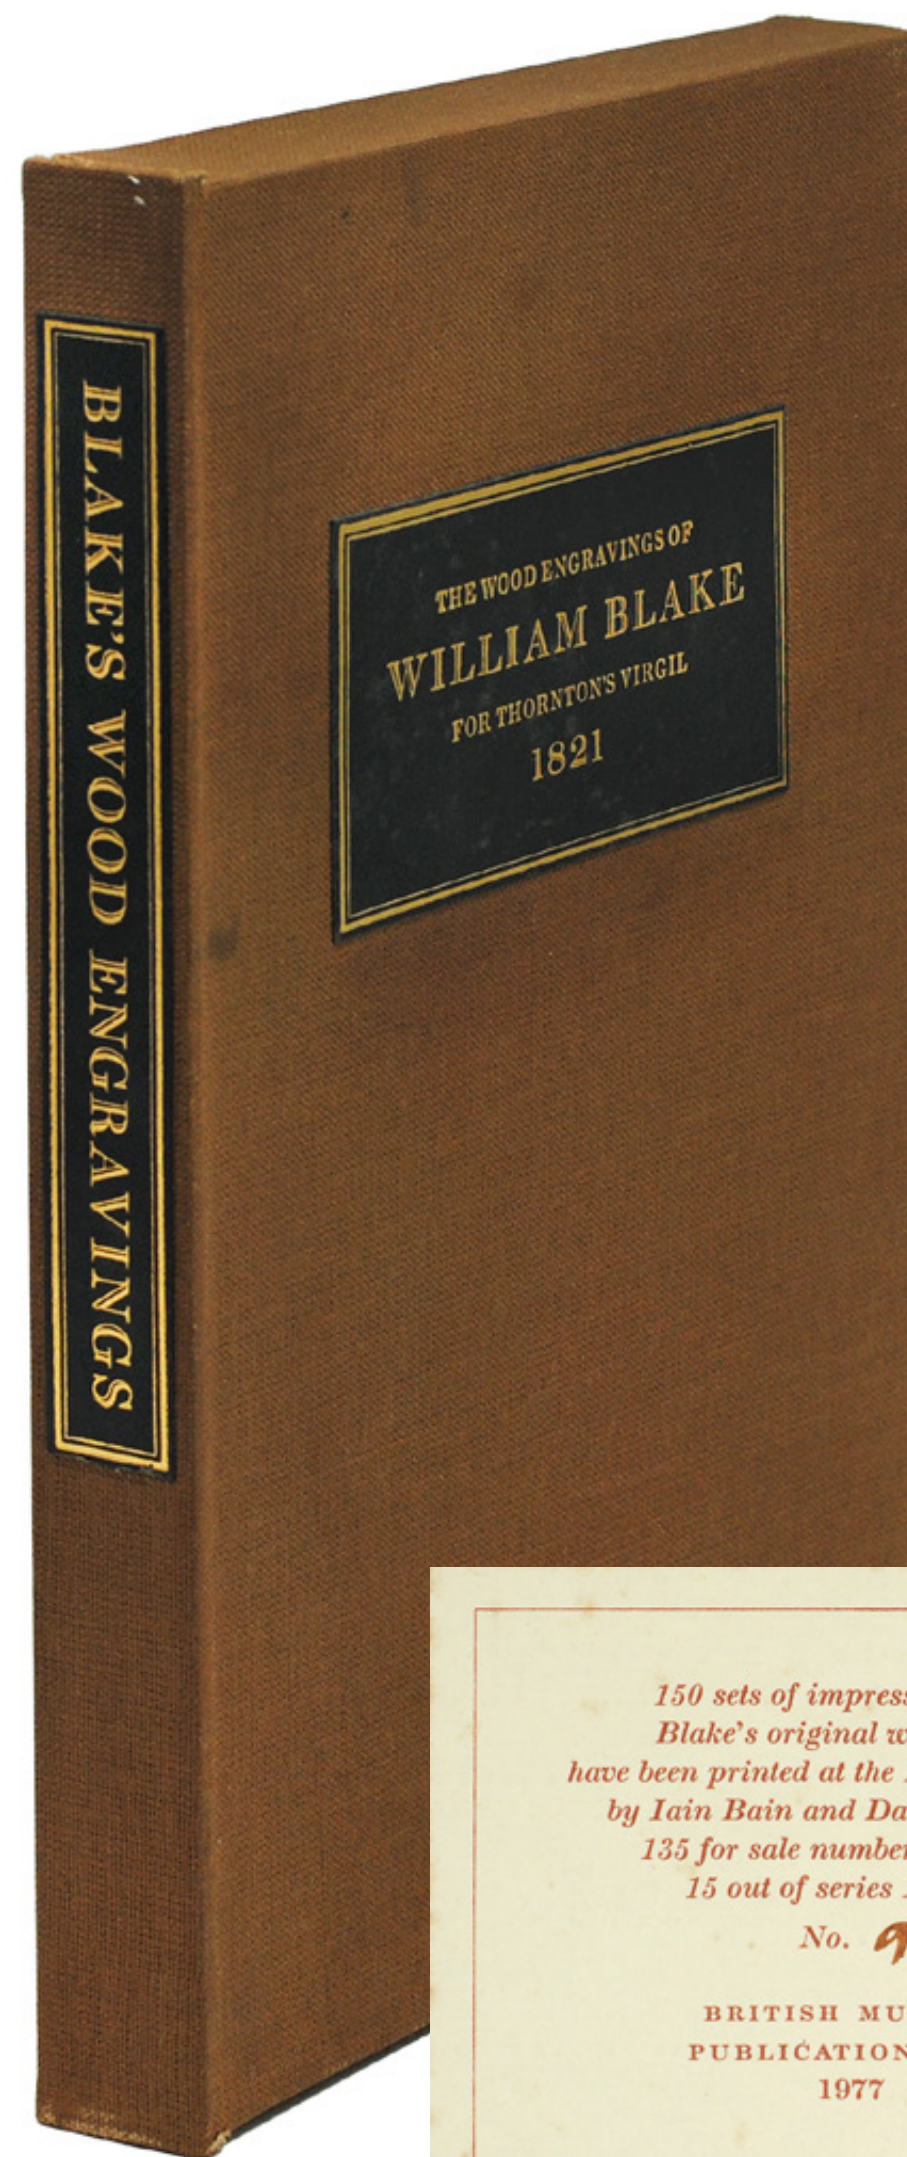 BLAKE'S WOOD ENGRAVINGS
THE WOOD ENGRAVINGS OF
WILLIAM BLAKE
FOR THORNTON'S VIRGIL
1821
150 sets of
Blake's original
have been printed at the
by Iain Bain and
135 for sale
15 out of series
No.
BRITISH
1977